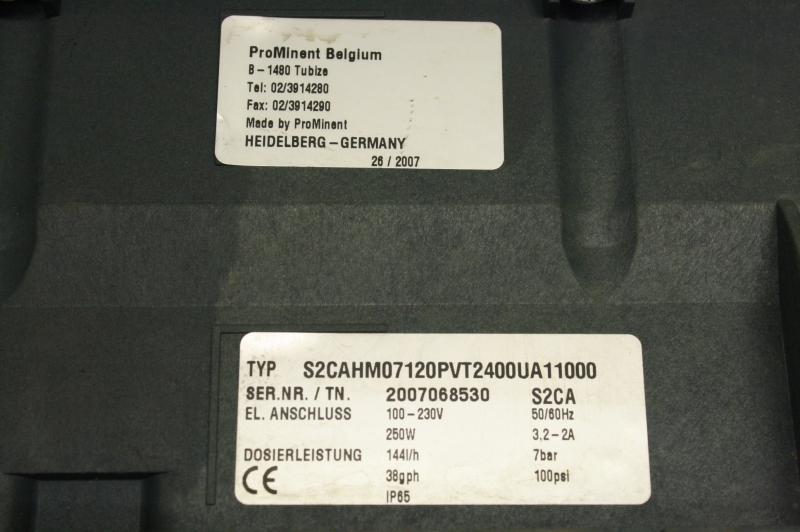 ProMinent Belgium
B - 1480 Tubize
Tel: 02/3914280
Fax: 02/3914290
Made by ProMinent
HEIDELBERG - GERMANY
26 / 2007
TYP S2CAHM07120PVT2400UA11000
SER.NR. / TN. 2007068530 S2CA
EL. ANSCHLUSS 100 - 230V 50/60Hz
250W 3,2 - 2A
DOSIERLEISTUNG 144l/h 7bar
CE 38gph 100psi
IP65